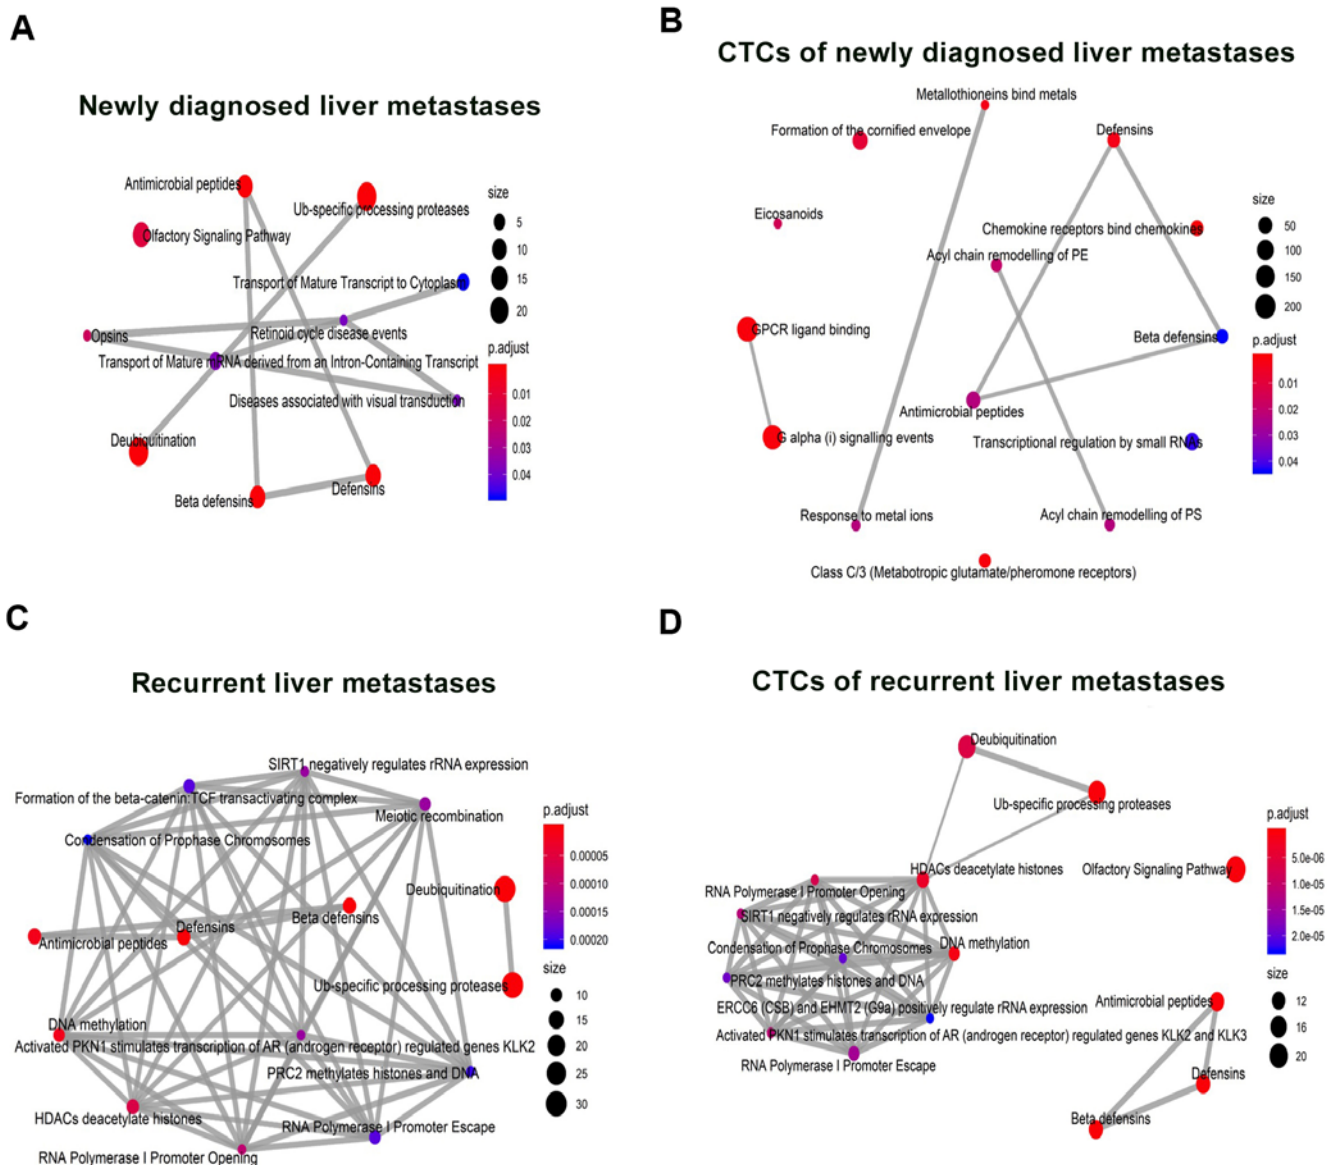 A
Newly diagnosed liver metastases
Antimicrobial peptides
Ub-specific processing proteases
Olfactory Signaling Pathway
Transport of Mature Transcript to Cytoplasm
Opsins
Retinoid cycle disease events
Transport of Mature mRNA derived from an Intron-Containing Transcript
Diseases associated with visual transduction
Deubiquitination
Beta defensins
Defensins
size
5
10
15
20
p.adjust
0.01
0.02
0.03
0.04
B
CTCs of newly diagnosed liver metastases
Metallothioneins bind metals
Formation of the cornified envelope
Defensins
Eicosanoids
Chemokine receptors bind chemokines
Acyl chain remodelling of PE
GPCR ligand binding
Beta defensins
Antimicrobial peptides
G alpha (i) signalling events
Transcriptional regulation by small RNAs
Response to metal ions
Acyl chain remodelling of PS
Class C/3 (Metabotropic glutamate/pheromone receptors)
size
50
100
150
200
p.adjust
0.01
0.02
0.03
0.04
C
Recurrent liver metastases
SIRT1 negatively regulates rRNA expression
Formation of the beta-catenin:TCF transactivating complex
Meiotic recombination
Condensation of Prophase Chromosomes
Deubiquitination
Beta defensins
Defensins
Antimicrobial peptides
Ub-specific processing proteases
DNA methylation
Activated PKN1 stimulates transcription of AR (androgen receptor) regulated genes KLK2
PRC2 methylates histones and DNA
HDACs deacetylate histones
RNA Polymerase I Promoter Escape
RNA Polymerase I Promoter Opening
p.adjust
0.00005
0.00010
0.00015
0.00020
size
10
15
20
25
30
D
CTCs of recurrent liver metastases
Deubiquitination
Ub-specific processing proteases
HDACs deacetylate histones
Olfactory Signaling Pathway
RNA Polymerase I Promoter Opening
SIRT1 negatively regulates rRNA expression
DNA methylation
Condensation of Prophase Chromosomes
PRC2 methylates histones and DNA
ERCC6 (CSB) and EHMT2 (G9a) positively regulate rRNA expression
Antimicrobial peptides
Activated PKN1 stimulates transcription of AR (androgen receptor) regulated genes KLK2 and KLK3
RNA Polymerase I Promoter Escape
Defensins
Beta defensins
p.adjust
5.0e-06
1.0e-05
1.5e-05
2.0e-05
size
12
16
20